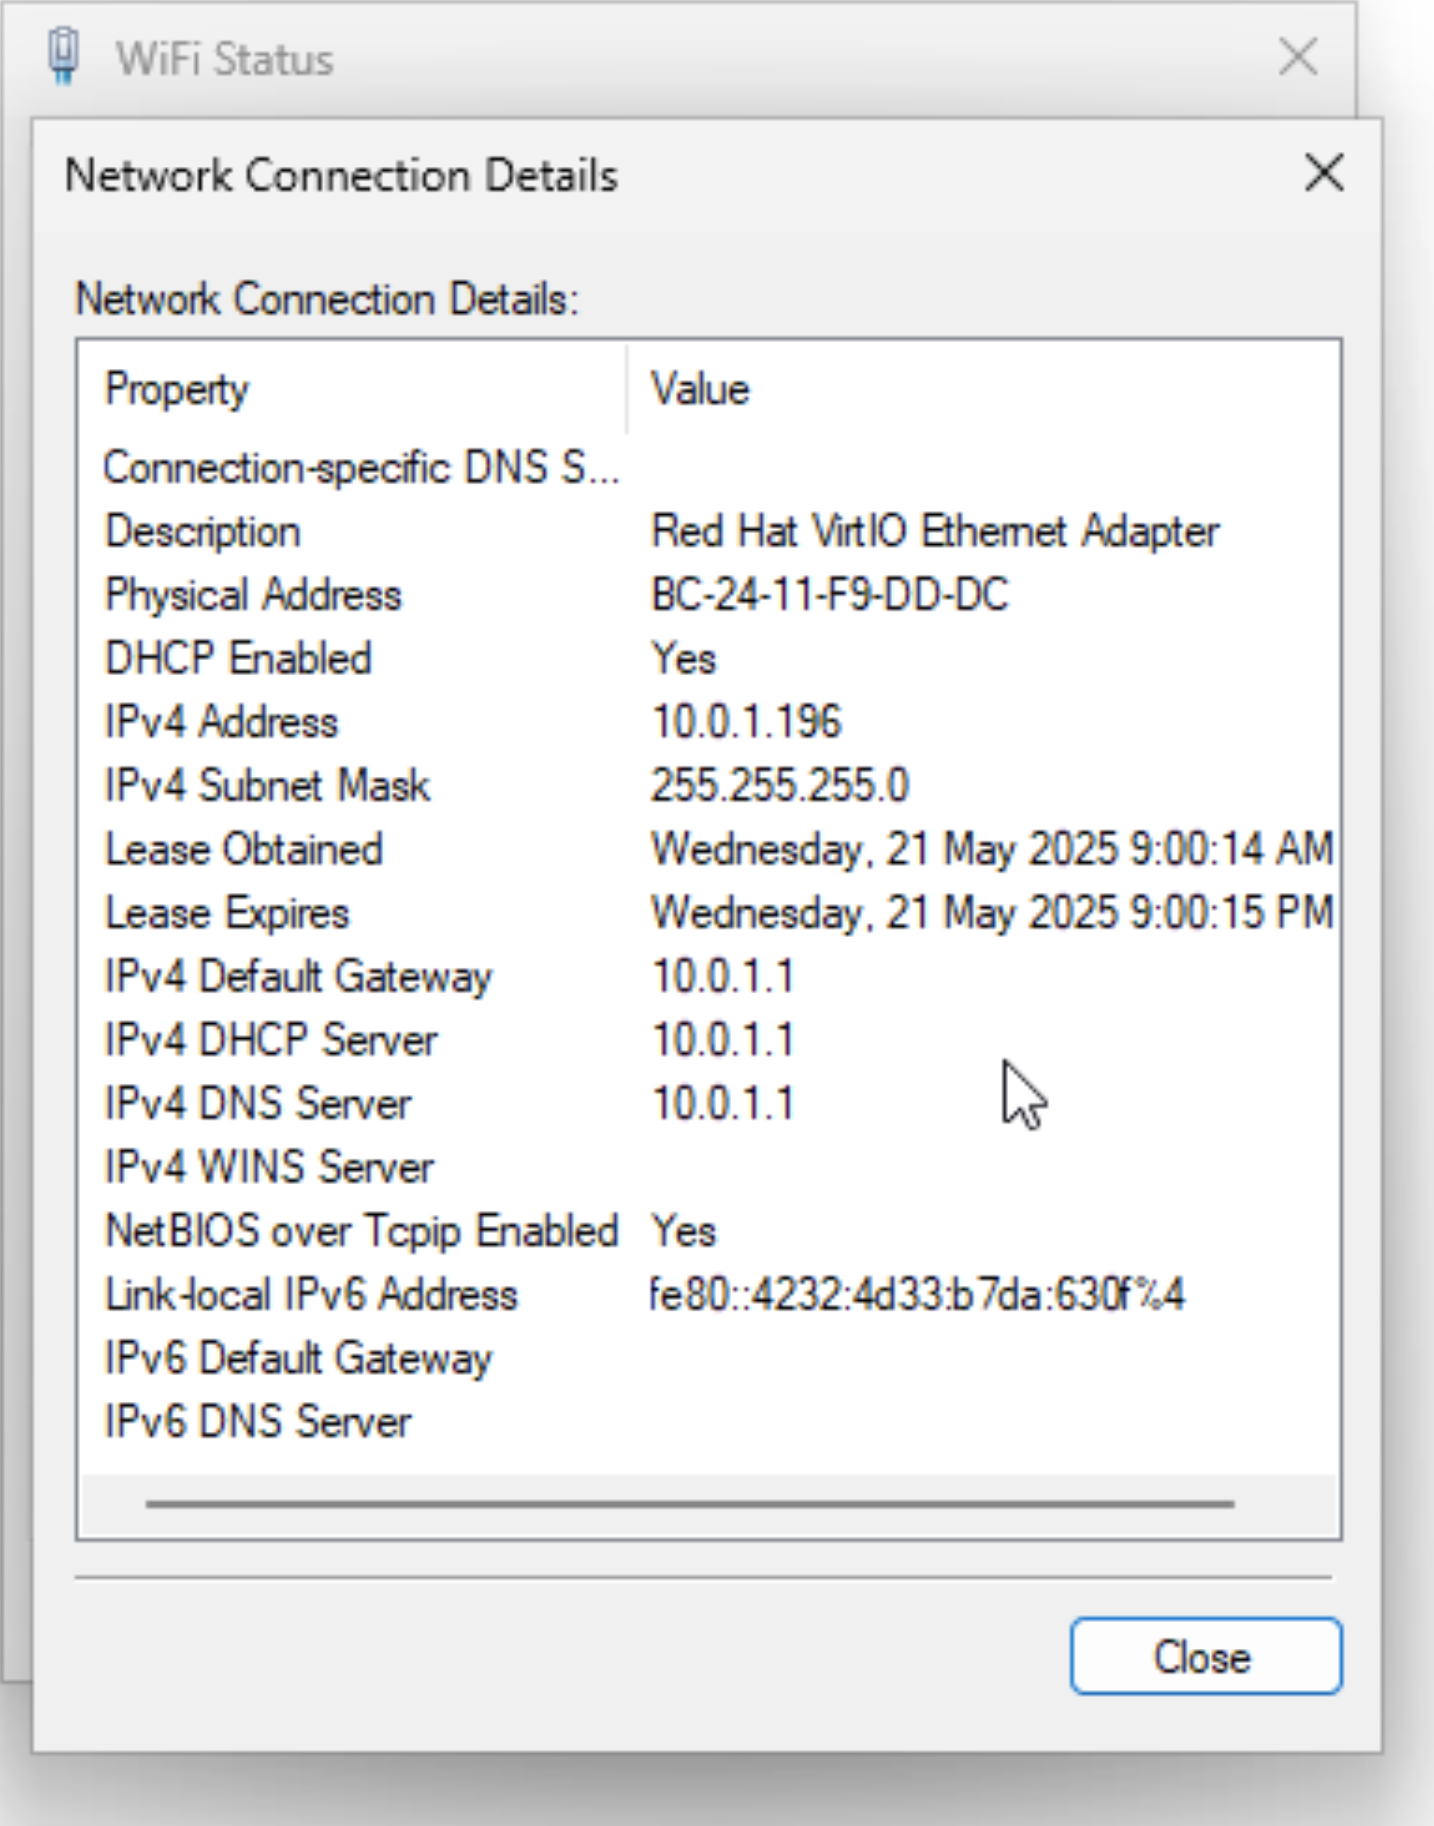 WiFi Status
Network Connection Details
Network Connection Details:
Property Value
Connection-specific DNS S...
Description Red Hat VirtIO Ethernet Adapter
Physical Address BC-24-11-F9-DD-DC
DHCP Enabled Yes
IPv4 Address 10.0.1.196
IPv4 Subnet Mask 255.255.255.0
Lease Obtained Wednesday, 21 May 2025 9:00:14 AM
Lease Expires Wednesday, 21 May 2025 9:00:15 PM
IPv4 Default Gateway 10.0.1.1
IPv4 DHCP Server 10.0.1.1
IPv4 DNS Server 10.0.1.1
IPv4 WINS Server
NetBIOS over Tcpip Enabled Yes
Link-local IPv6 Address fe80::4232:4d33:b7da:630f%4
IPv6 Default Gateway
IPv6 DNS Server
Close